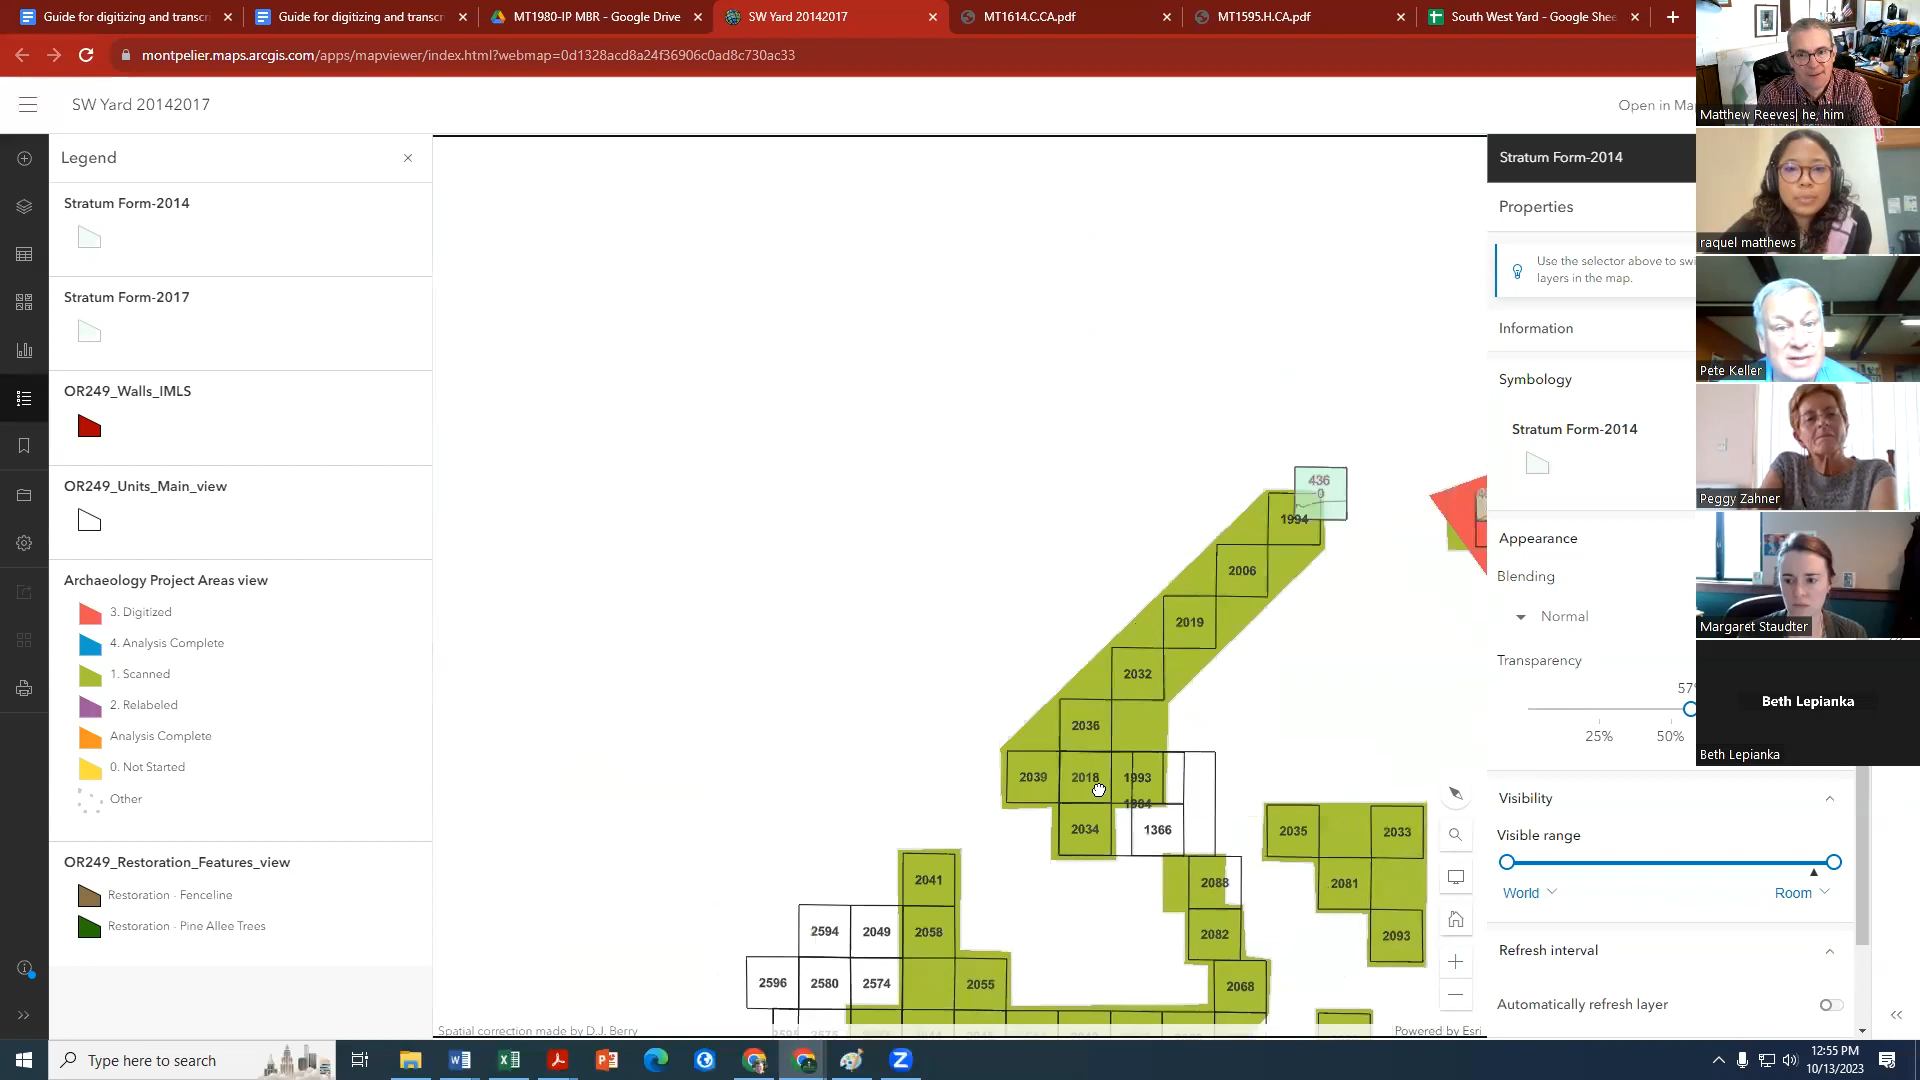 Guide for digitizing and transcri
Guide for digitizing and transcri
MT1980-IP MBR - Google Drive
SW Yard 20142017
MT1614.C.CA.pdf
MT1595.H.CA.pdf
South West Yard - Google Shee
montpelier.maps.arcgis.com/apps/mapviewer/index.html?webmap=0d1328acd8a24f36906c0ad8c730ac33
SW Yard 20142017
Open in Ma
Legend
Stratum Form-2014
Stratum Form-2017
OR249_Walls_IMLS
OR249_Units_Main_view
Archaeology Project Areas view
3. Digitized
4. Analysis Complete
1. Scanned
2. Relabeled
Analysis Complete
0. Not Started
Other
OR249_Restoration_Features_view
Restoration - Fenceline
Restoration - Pine Allee Trees
436
0
1994
2006
2019
2032
2036
2039
2018
1993
1984
2034
1366
2035
2033
2041
2088
2081
2594
2049
2058
2082
2093
2596
2580
2574
2055
2068
Spatial correction made by D.J. Berry
Powered by Esri
Stratum Form-2014
Properties
Use the selector above to swi
layers in the map.
Information
Symbology
Stratum Form-2014
Appearance
Blending
Normal
Transparency
57
25%
50%
Visibility
Visible range
World
Room
Refresh interval
Automatically refresh layer
Matthew Reeves| he, him
raquel matthews
Pete Keller
Peggy Zahner
Margaret Staudter
Beth Lepianka
Beth Lepianka
Type here to search
12:55 PM
10/13/2023